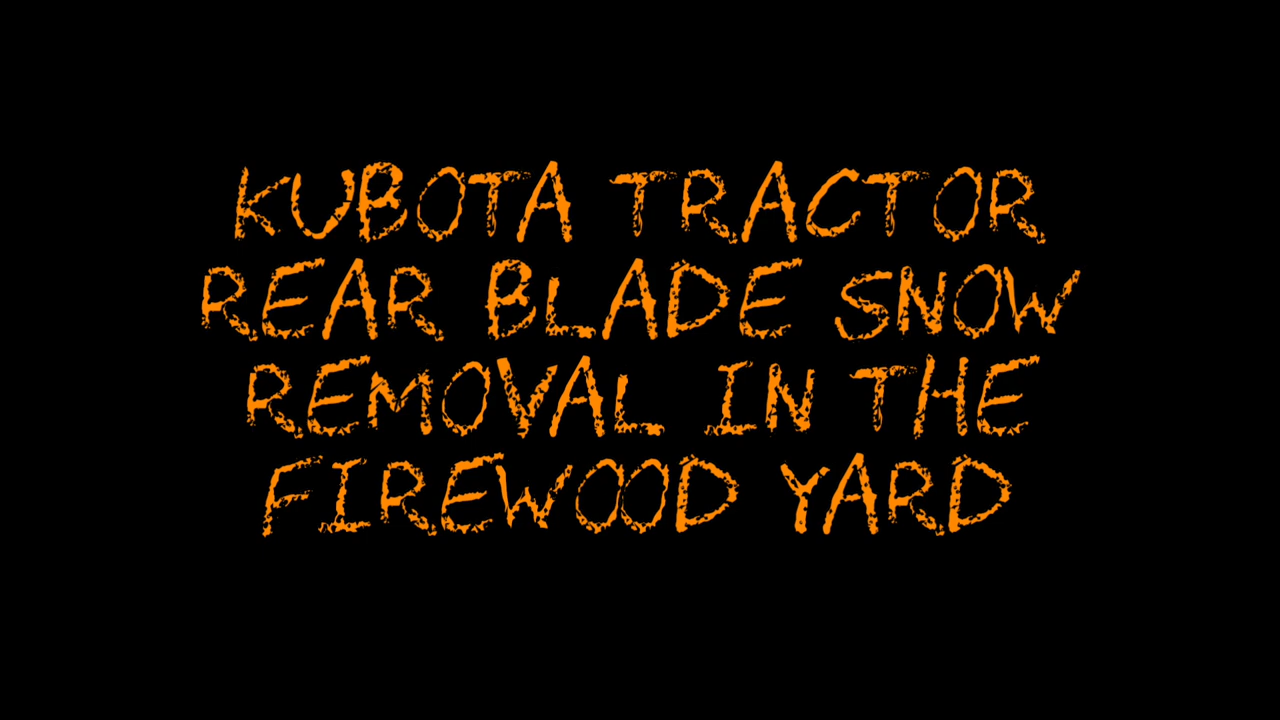 KUBOTA TRACTOR
REAR BLADE SNOW
REMOVAL IN THE
FIREWOOD YARD